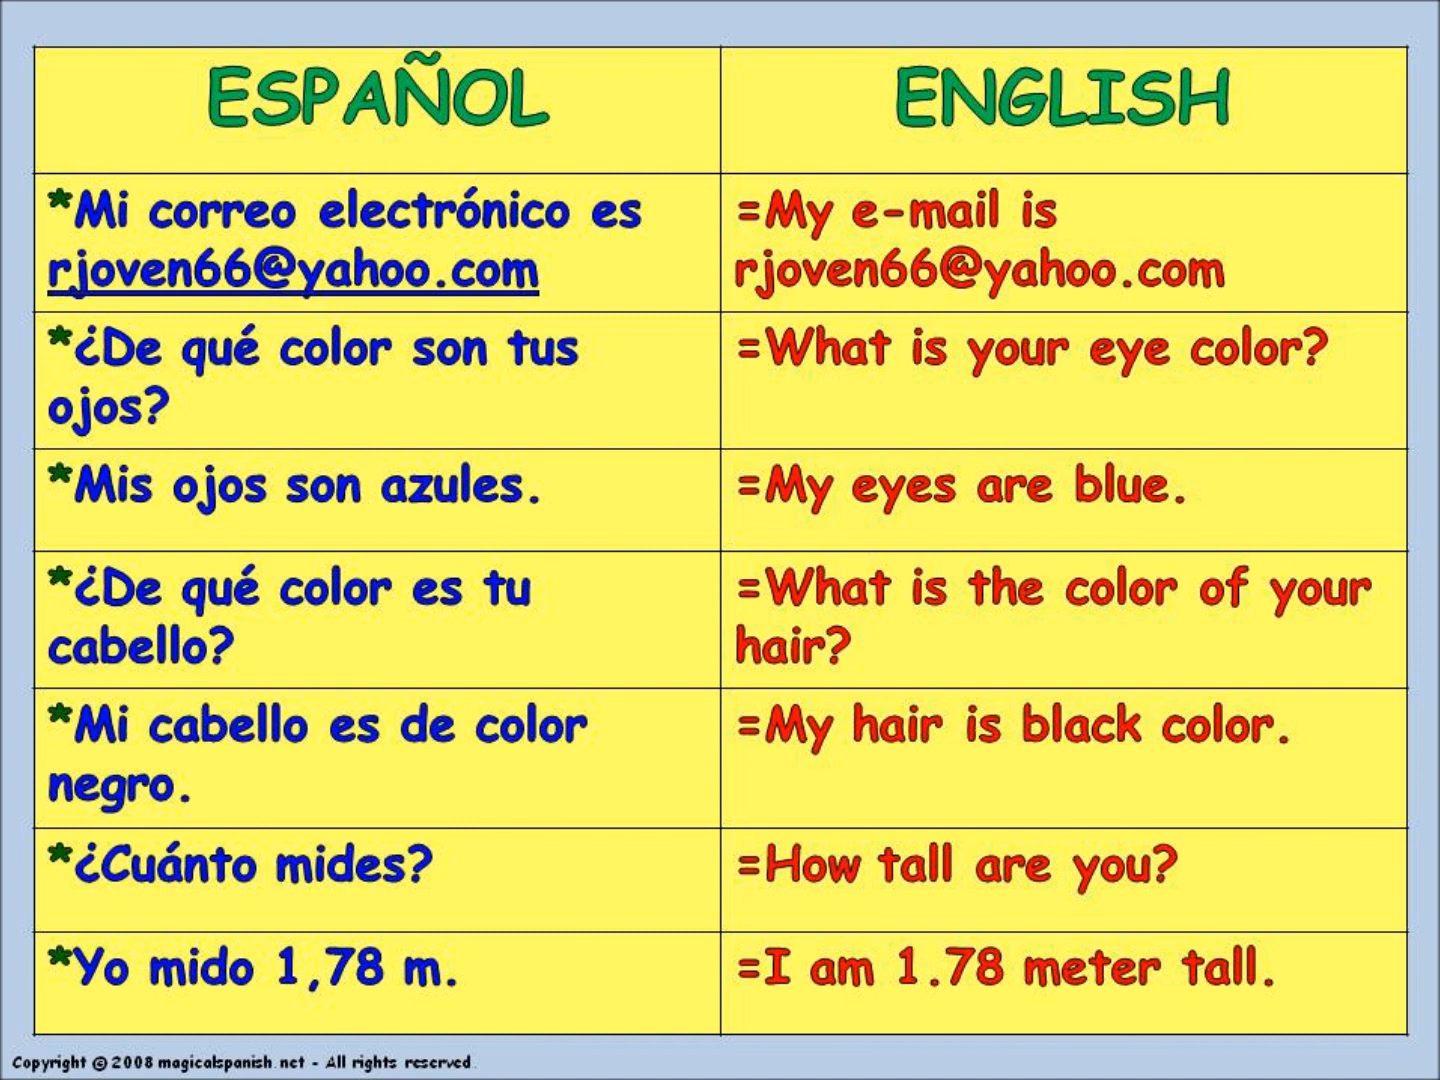 ESPAÑOL
ENGLISH
*Mi correo electrónico es
rjoven66@yahoo.com
=My e-mail is
rjoven66@yahoo.com
*¿De qué color son tus
ojos?
=What is your eye color?
*Mis ojos son azules.
=My eyes are blue.
*¿De qué color es tu
cabello?
=What is the color of your
hair?
*Mi cabello es de color
negro.
=My hair is black color.
*¿Cuánto mides?
=How tall are you?
*Yo mido 1,78 m.
=I am 1.78 meter tall.
Copyright © 2008 magicalspanish.net - All rights reserved.